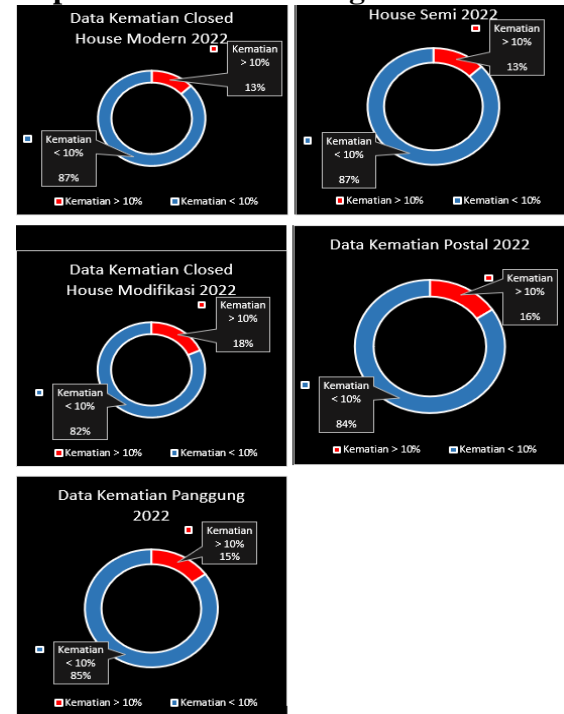 Data Kematian Closed
House Modern 2022
Kematian
> 10%
13%
Kematian
< 10%
87%
Kematian > 10% Kematian < 10%
House Semi 2022
Kematian
> 10%
13%
Kematian
< 10%
87%
Kematian > 10% Kematian < 10%
Data Kematian Closed
House Modifikasi 2022
Kematian
> 10%
18%
Kematian
< 10%
82%
Kematian > 10% Kematian < 10%
Data Kematian Postal 2022
Kematian
> 10%
16%
Kematian
< 10%
84%
Kematian > 10% Kematian < 10%
Data Kematian Panggung
2022
Kematian
> 10%
15%
Kematian
< 10%
85%
Kematian > 10% Kematian < 10%